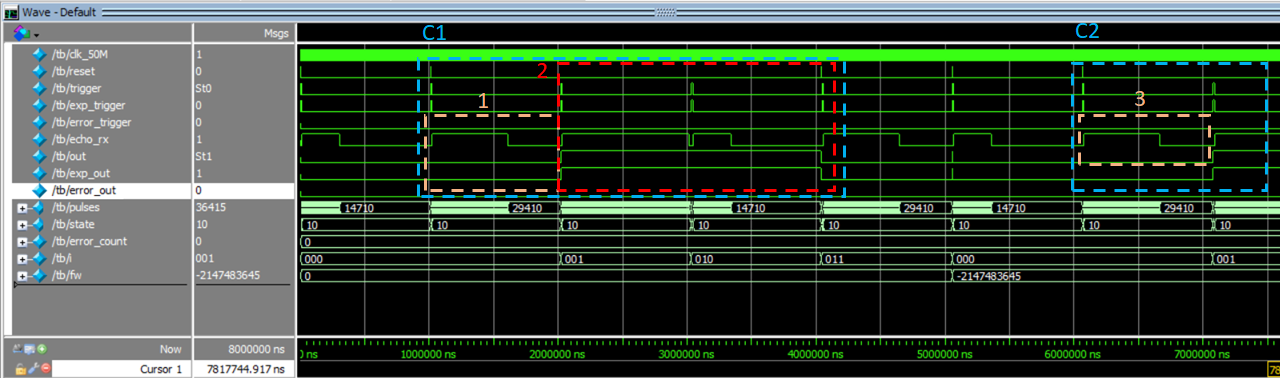 Wave - Default
Msgs
C1
C2
/tb/clk_50M 1
/tb/reset 0
2
/tb/trigger St0
/tb/exp_trigger 0
1
3
/tb/error_trigger 0
/tb/echo_rx 1
/tb/out St1
/tb/exp_out 1
/tb/error_out 0
/tb/pulses 36415 14710 29410 14710 29410 14710 29410
/tb/state 10 10 10 10 10 10 10 10 10
/tb/error_count 0 0
/tb/i 001 000 001 010 011 000 001
/tb/fw -2147483645 0 -2147483645
Now 8000000 ns )ns 1000000 ns 2000000 ns 3000000 ns 4000000 ns 5000000 ns 6000000 ns 7000000 ns
Cursor 1 7817744.917 ns 78